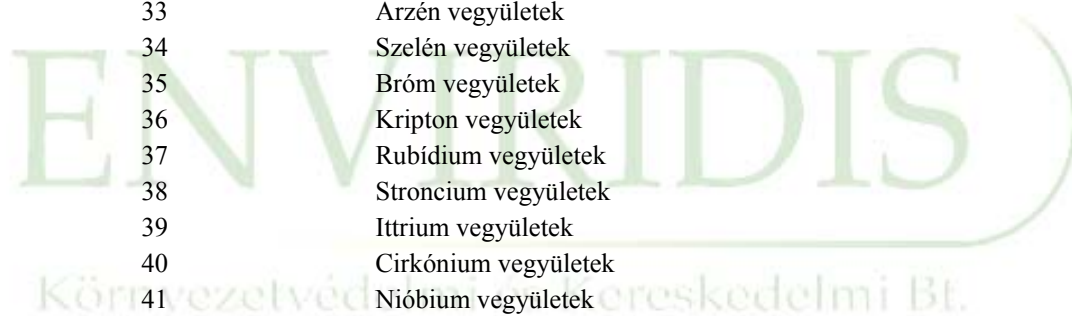 33 Arzén vegyületek
34 Szelén vegyületek
35 Bróm vegyületek
36 Kripton vegyületek
37 Rubídium vegyületek
38 Stroncium vegyületek
39 Ittrium vegyületek
40 Cirkónium vegyületek
41 Nióbium vegyületek
ENVIRIDIS
Környezetvédelmi és Kereskedelmi Bt.